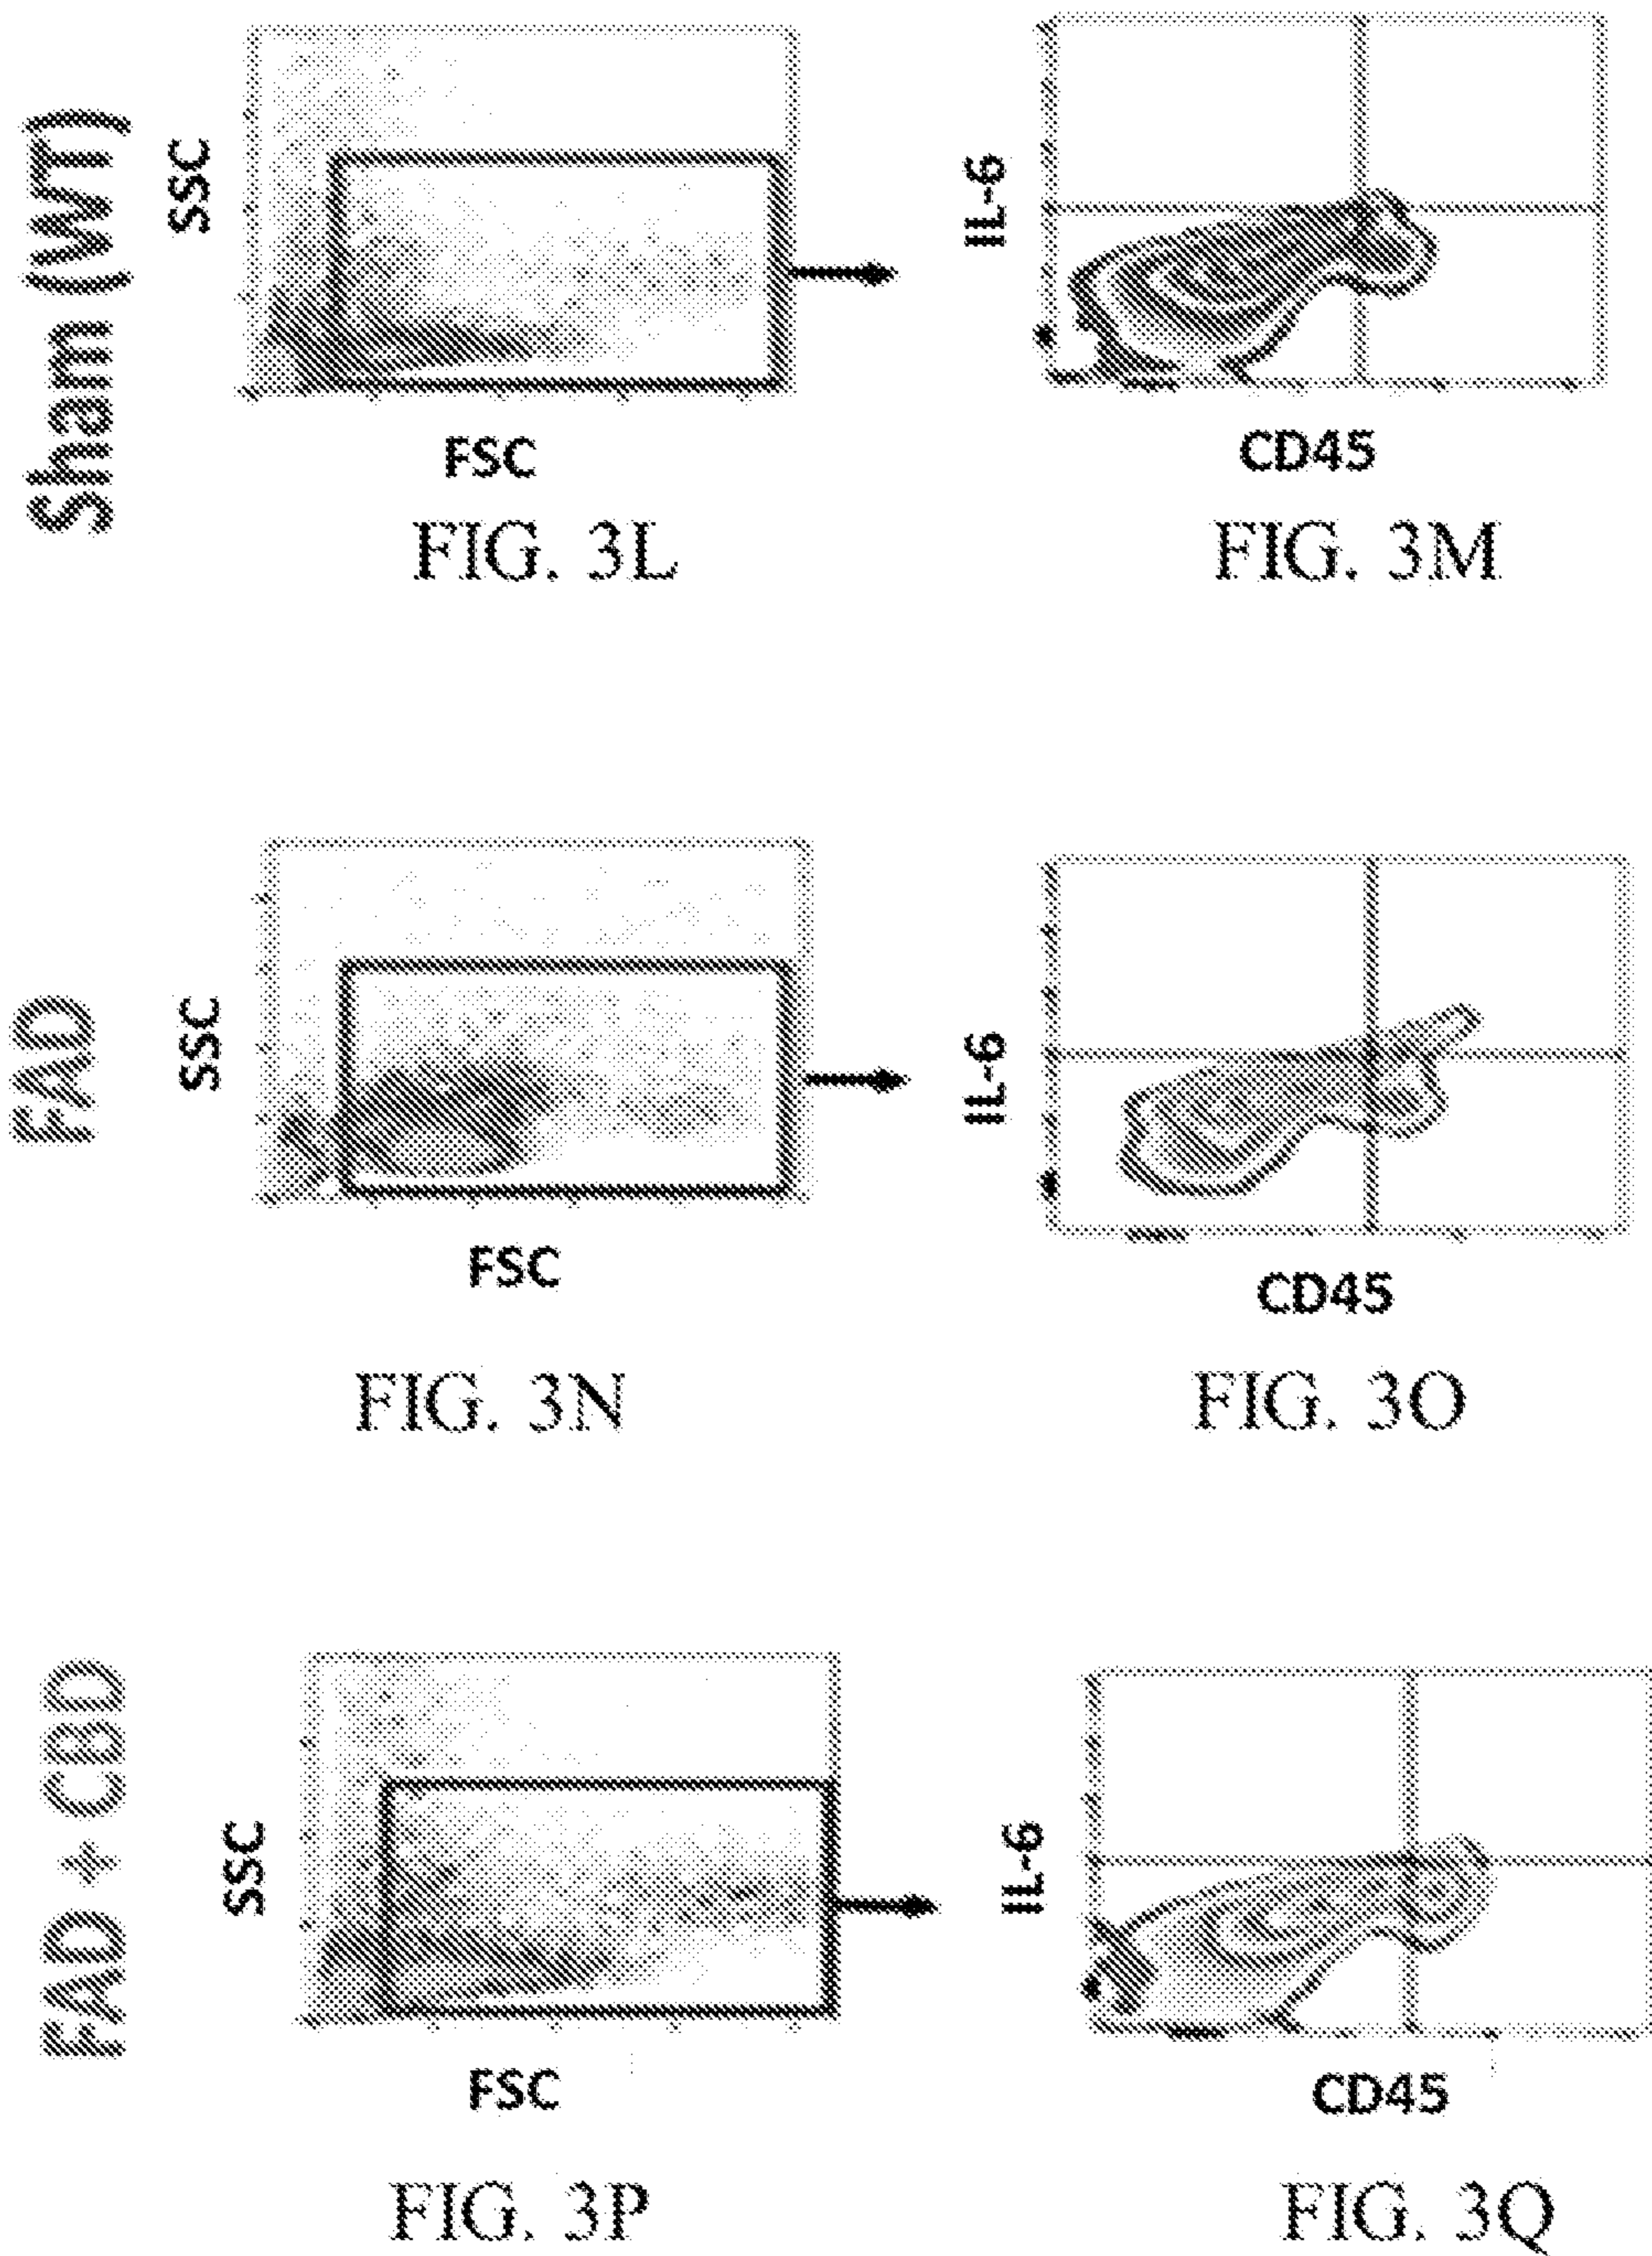 Sham (WT)
SSC
FSC
FIG. 3L
IL-6
CD45
FIG. 3M
FAD
SSC
FSC
FIG. 3N
IL-6
CD45
FIG. 3O
FAD + CBD
SSC
FSC
FIG. 3P
IL-6
CD45
FIG. 3Q